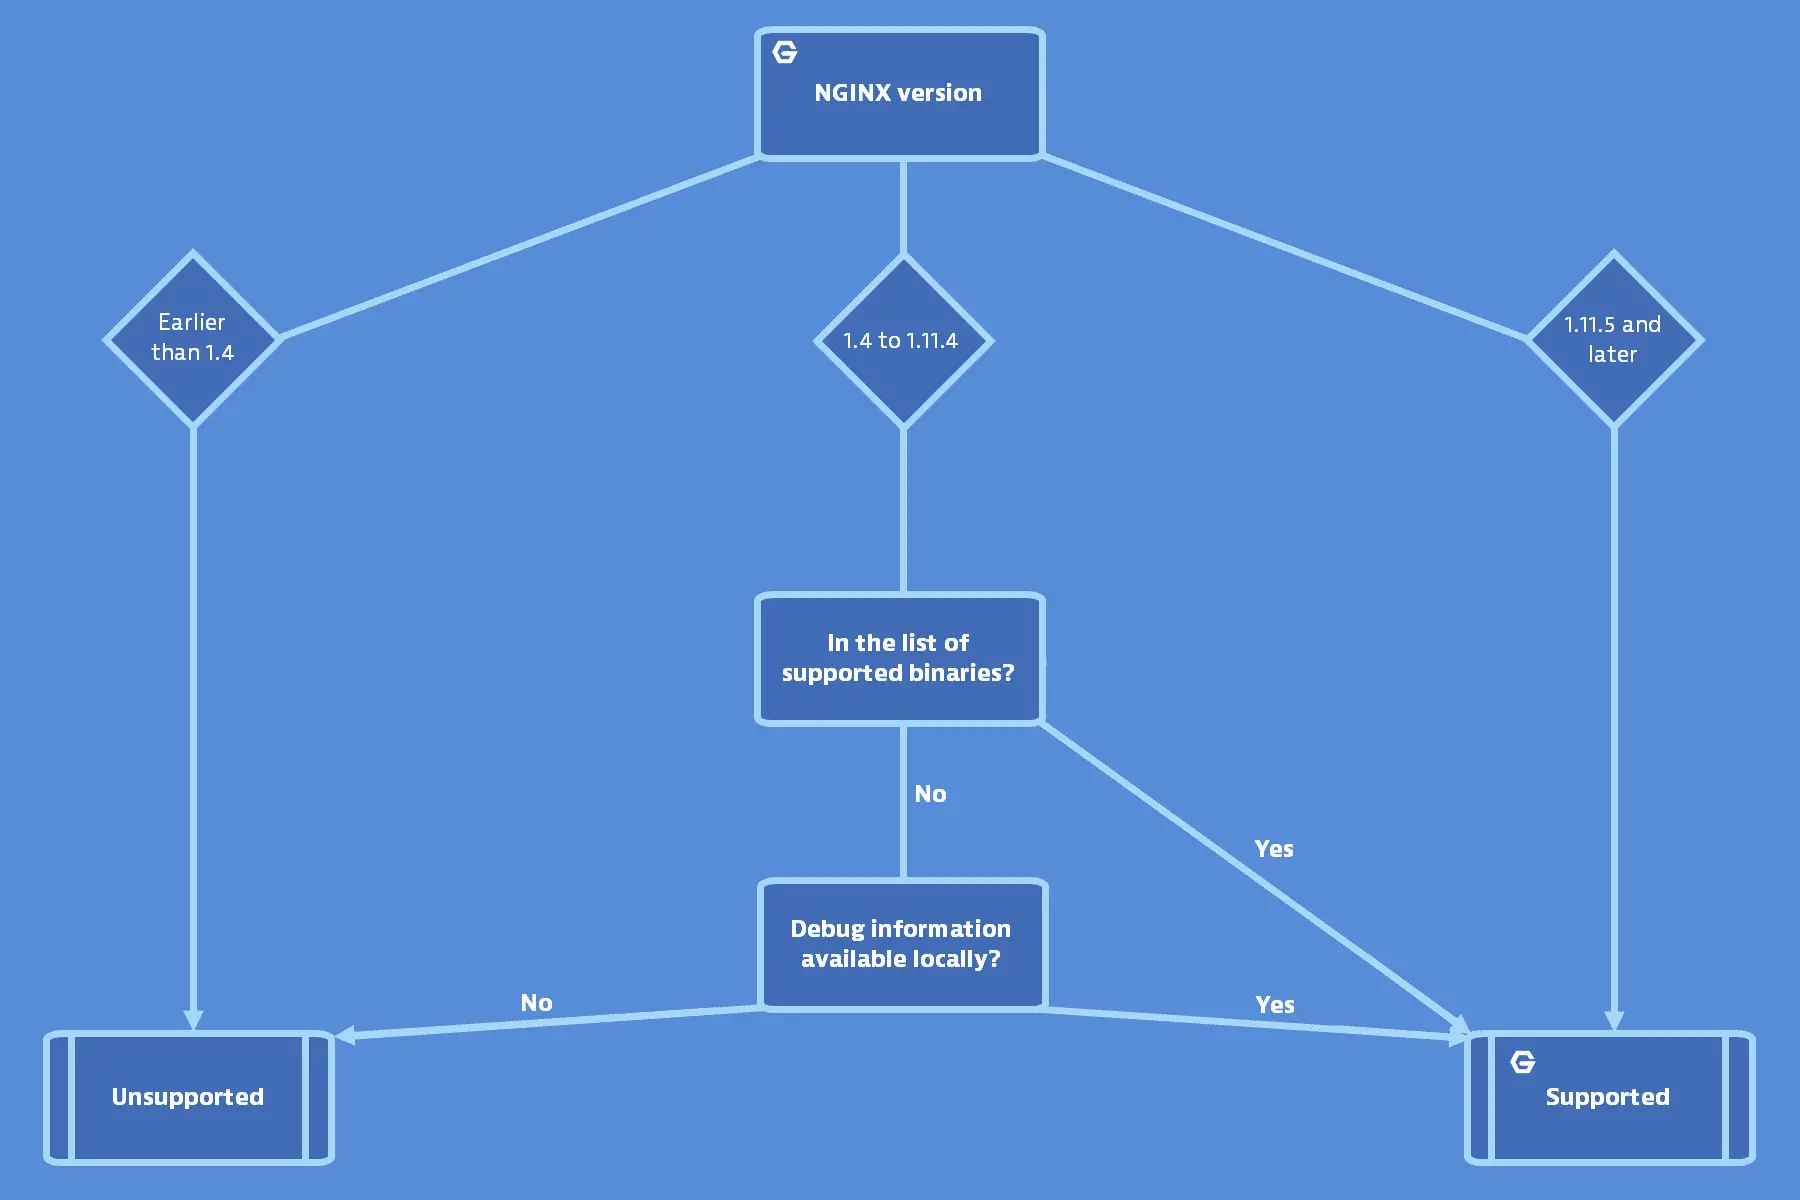 NGINX version
Earlier
than 1.4
1.4 to 1.11.4
1.11.5 and
later
In the list of
supported binaries?
No
Yes
Debug information
available locally?
No
Yes
Unsupported
Supported